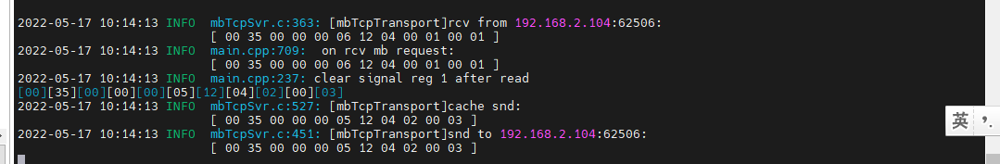 2022-05-17 10:14:13 INFO  mbTcpSvr.c:363: [mbTcpTransport]rcv from 192.168.2.104:62506:
[ 00 35 00 00 00 06 12 04 00 01 00 01 ]
2022-05-17 10:14:13 INFO  main.cpp:709:  on rcv mb request:
[ 00 35 00 00 00 06 12 04 00 01 00 01 ]
2022-05-17 10:14:13 INFO  main.cpp:237: clear signal reg 1 after read
[00][35][00][00][00][05][12][04][02][00][03]
2022-05-17 10:14:13 INFO  mbTcpSvr.c:527: [mbTcpTransport]cache snd:
[ 00 35 00 00 00 05 12 04 02 00 03 ]
2022-05-17 10:14:13 INFO  mbTcpSvr.c:451: [mbTcpTransport]snd to 192.168.2.104:62506:
[ 00 35 00 00 00 05 12 04 02 00 03 ]
英